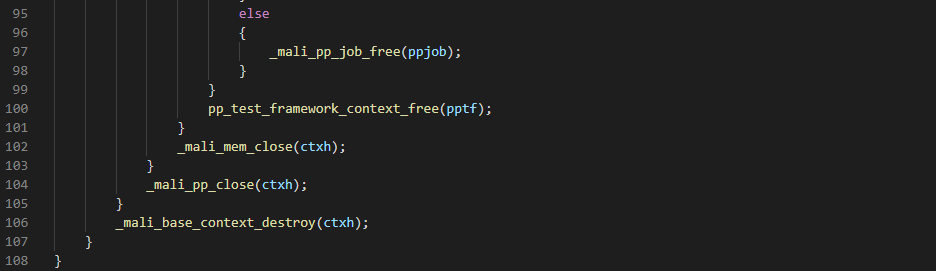 95 else
96 {
97 _mali_pp_job_free(ppjob);
98 }
99 }
100 pp_test_framework_context_free(pptf);
101 }
102 _mali_mem_close(ctxh);
103 }
104 _mali_pp_close(ctxh);
105 }
106 _mali_base_context_destroy(ctxh);
107 }
108 }